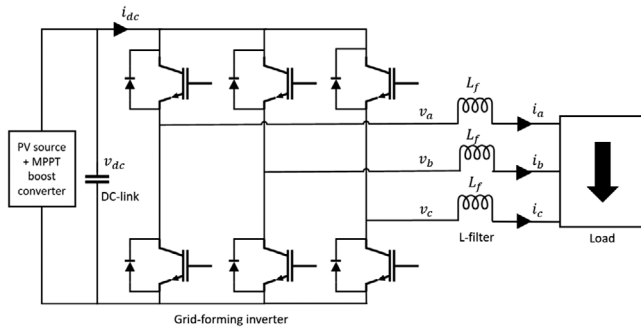 i_dc
L_f
v_a
i_a
PV source
+ MPPT
boost
converter
v_dc
DC-link
L_f
v_b
i_b
L_f
v_c
i_c
L-filter
Load
Grid-forming inverter